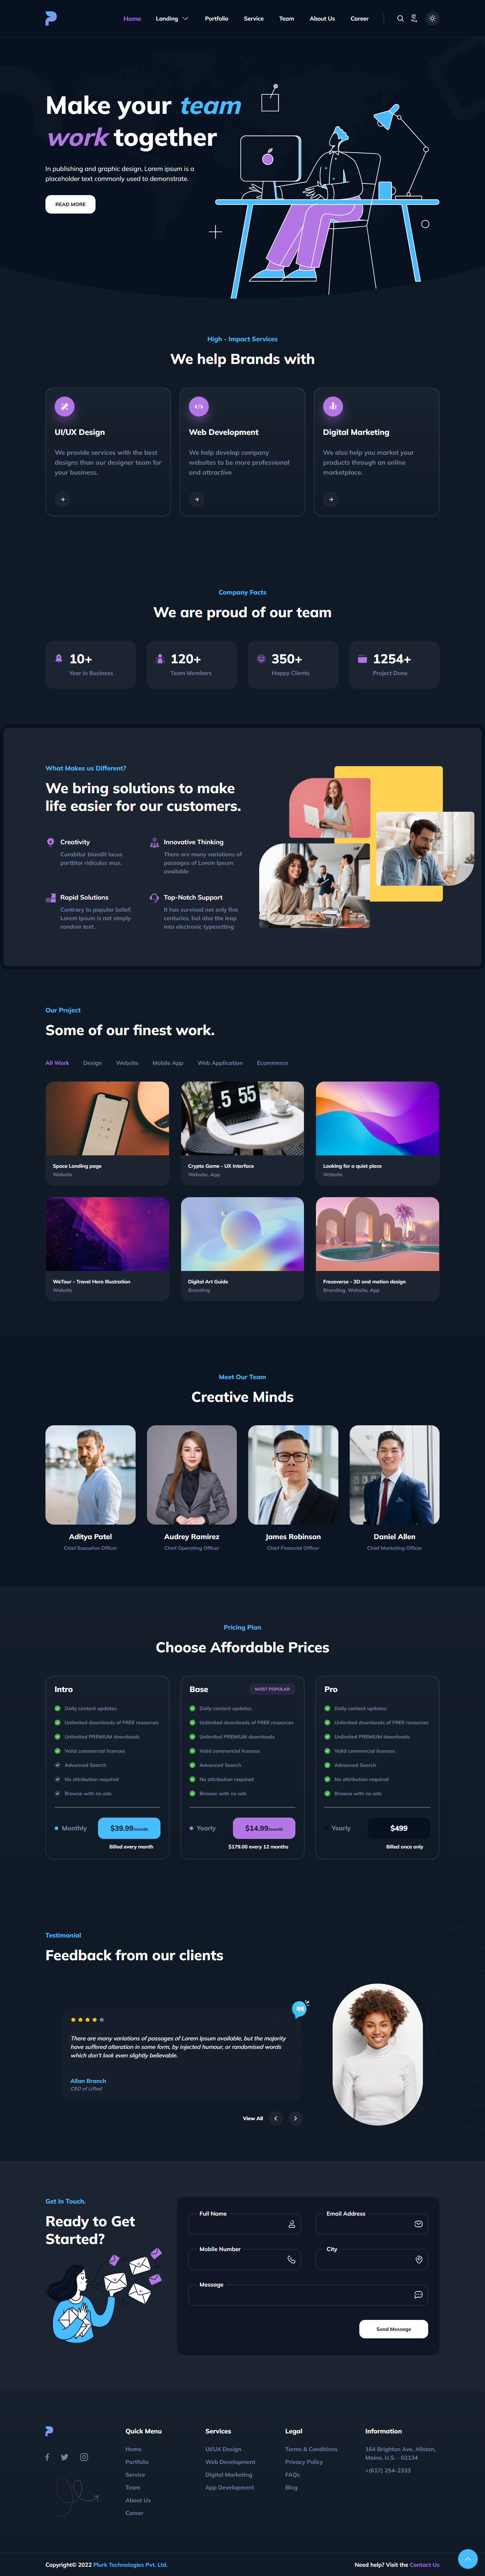 Home Landing Portfolio Service Team About Us Career
Make your team
work together
In publishing and graphic design, Lorem ipsum is a
placeholder text commonly used to demonstrate.
READ MORE
High - Impact Services
We help Brands with
UI/UX Design
We provide services with the best
designs than our designer team for
your business.
Web Development
We help develop company
websites to be more professional
and attractive
Digital Marketing
We also help you market your
products through an online
marketplace.
Company Facts
We are proud of our team
10+
Year in Business
120+
Team Members
350+
Happy Clients
1254+
Project Done
What Makes us Different?
We bring solutions to make
life easier for our customers.
Creativity
Curabitur blandit lacus
porttitor ridiculus mus.
Innovative Thinking
There are many variations of
passages of Lorem Ipsum
available
Rapid Solutions
Contrary to popular belief,
Lorem Ipsum is not simply
random text.
Top-Notch Support
It has survived not only five
centuries, but also the leap
into electronic typesetting
Our Project
Some of our finest work.
All Work Design Website Mobile App Web Application Ecommerce
5 55
Space Landing page
Website
Crypto Game - UX Interface
Website, App
Looking for a quiet place
Website
WeTour - Travel Hero Illustration
Website
Digital Art Guide
Branding
Frozeverse - 3D and motion design
Branding, Website, App
Meet Our Team
Creative Minds
Aditya Patel
Chief Executive Officer
Audrey Ramirez
Chief Operating Officer
James Robinson
Chief Financial Officer
Daniel Allen
Chief Marketing Officer
Pricing Plan
Choose Affordable Prices
Intro
Daily content updates
Unlimited downloads of FREE resources
Unlimited PREMIUM downloads
Valid commercial licenses
Advanced Search
No attribution required
Browse with no ads
Monthly $39.99/month
Billed every month
Base MOST POPULAR
Daily content updates
Unlimited downloads of FREE resources
Unlimited PREMIUM downloads
Valid commercial licenses
Advanced Search
No attribution required
Browse with no ads
Yearly $14.99/month
$179.00 every 12 months
Pro
Daily content updates
Unlimited downloads of FREE resources
Unlimited PREMIUM downloads
Valid commercial licenses
Advanced Search
No attribution required
Browse with no ads
Yearly $499
Billed once only
Testimonial
Feedback from our clients
There are many variations of passages of Lorem Ipsum available, but the majority
have suffered alteration in some form, by injected humour, or randomised words
which don't look even slightly believable.
Allan Branch
CEO of Lifted
View All
Get In Touch.
Ready to Get
Started?
Full Name
Email Address
Mobile Number
City
Message
Send Message
Quick Menu
Home
Portfolio
Service
Team
About Us
Career
Services
UI/UX Design
Web Development
Digital Marketing
App Development
Legal
Terms & Conditions
Privacy Policy
FAQs
Blog
Information
164 Brighton Ave, Allston,
Maine, U.S. - 02134
+(617) 254-2333
Copyright© 2022 Plurk Technologies Pvt. Ltd.
Need help? Visit the Contact Us